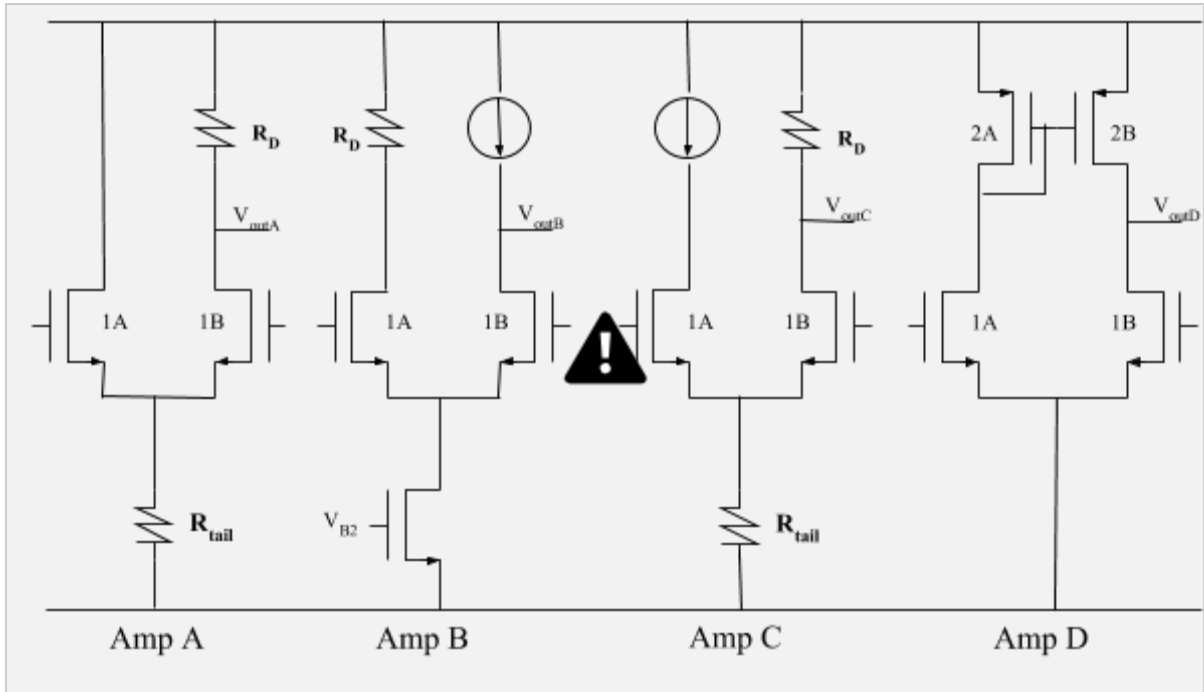 2A
2B
R_D
R_D
R_D
V_outA
V_outB
V_outC
V_outD
1A
1B
1A
1B
1A
1B
1A
1B
R_tail
V_B2
R_tail
Amp A
Amp B
Amp C
Amp D